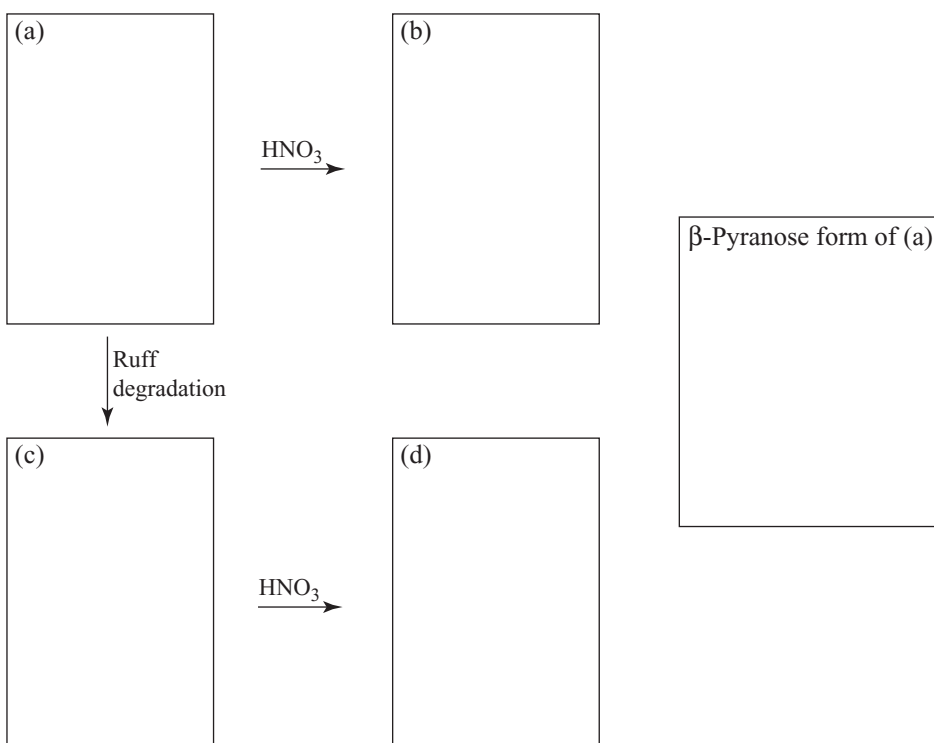 (a)
(b)
HNO₃
β-Pyranose form of (a)
Ruff
degradation
(c)
(d)
HNO₃